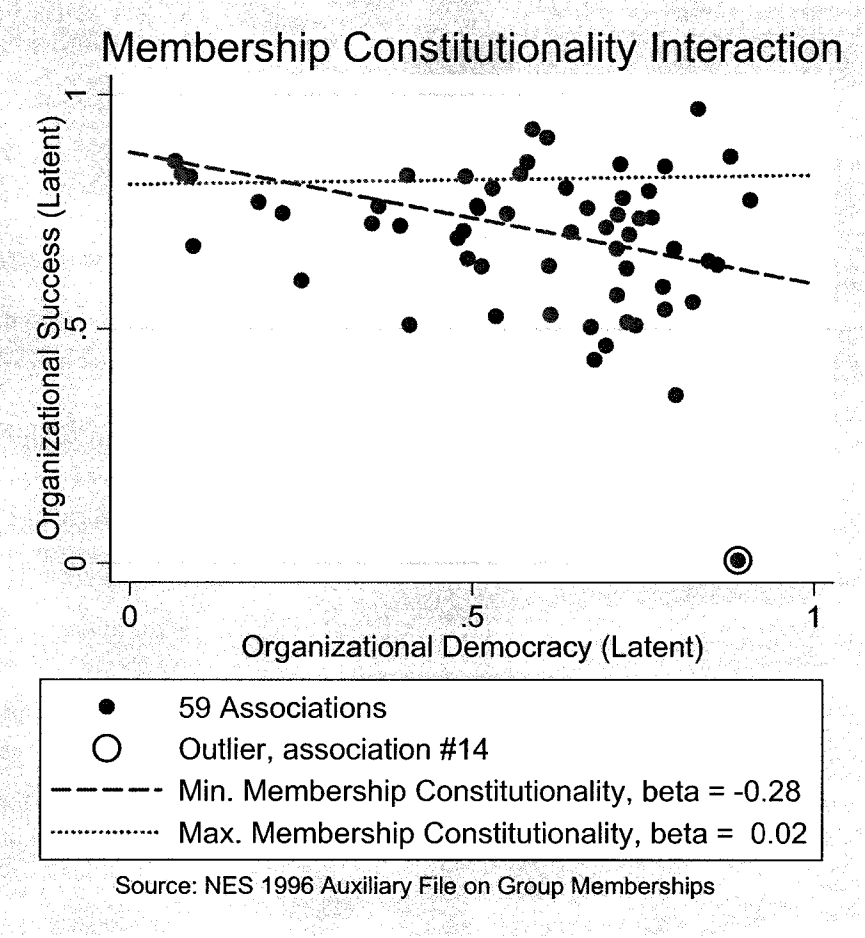 Membership Constitutionality Interaction
Organizational Success (Latent)
1
.5
0
0 .5 1
Organizational Democracy (Latent)
59 Associations
Outlier, association #14
Min. Membership Constitutionality, beta = -0.28
Max. Membership Constitutionality, beta = 0.02
Source: NES 1996 Auxiliary File on Group Memberships